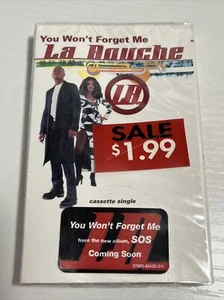 You Won't Forget Me
La Bouche
LB
SALE
$1.99
cassette single
You Won't Forget Me
from the new album, SOS
Coming Soon